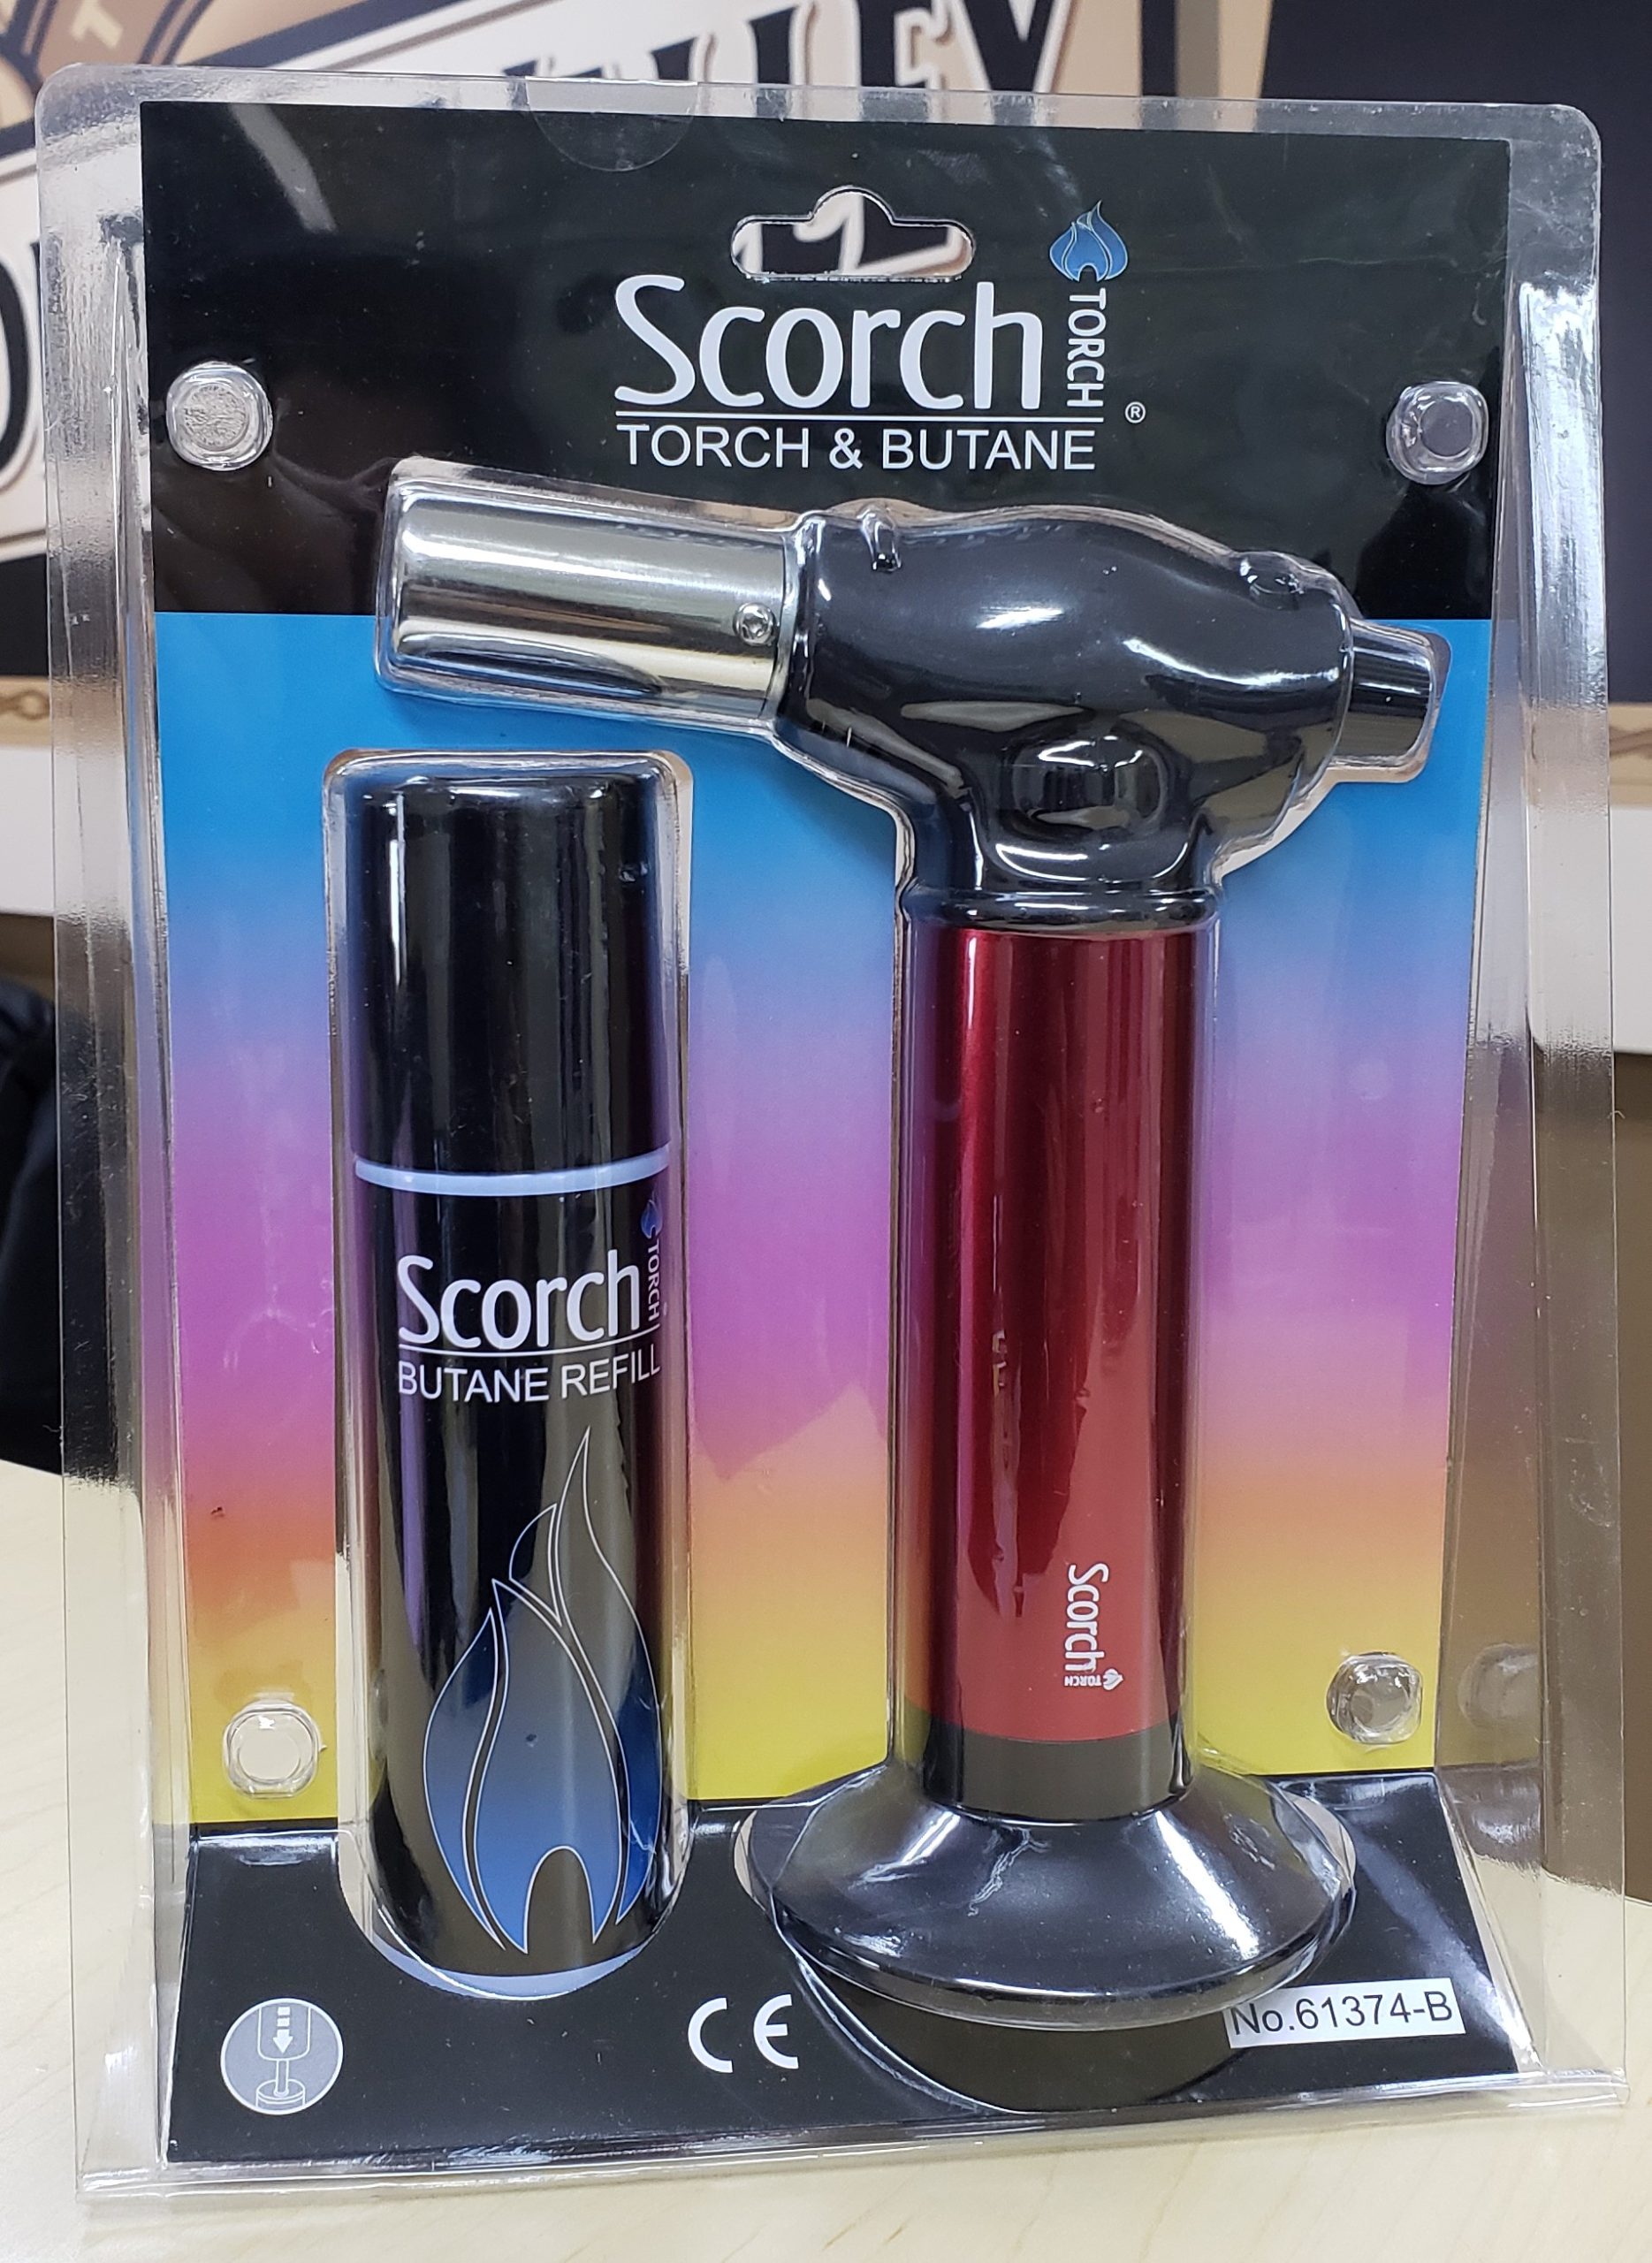 Scorch TORCH ®
TORCH & BUTANE
Scorch TORCH
BUTANE REFILL
Scorch TORCH
CE
No.61374-B